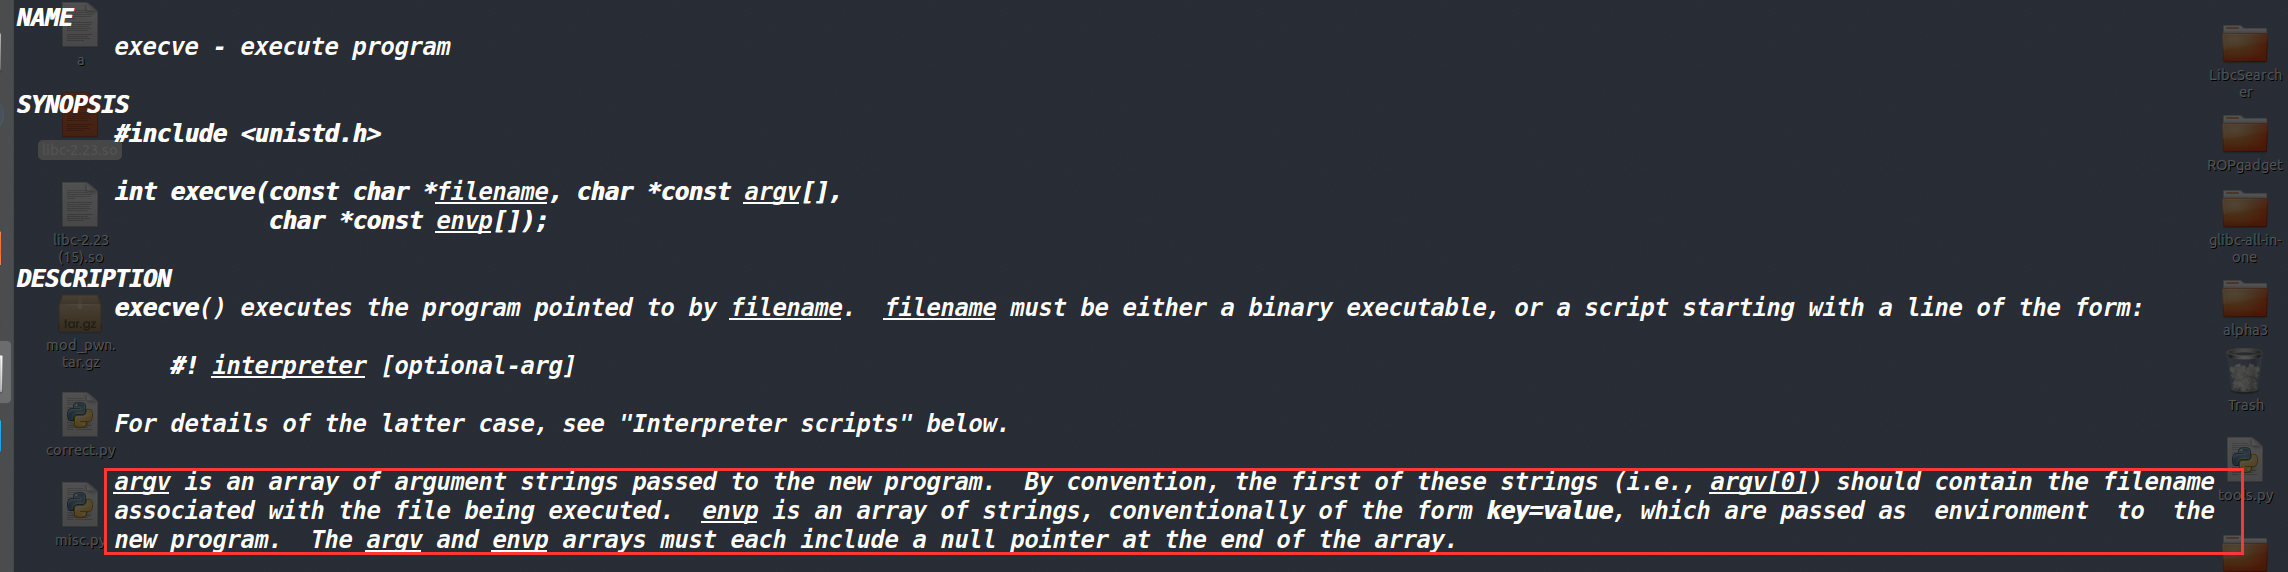 NAME
execve - execute program
a
SYNOPSIS
#include <unistd.h>
libc-2.23.so
int execve(const char *filename, char *const argv[],
char *const envp[]);
libc-2.23
(15).so
DESCRIPTION
execve() executes the program pointed to by filename.  filename must be either a binary executable, or a script starting with a line of the form:
tar.gz
mod_pwn.
tar.gz
#! interpreter [optional-arg]
For details of the latter case, see "Interpreter scripts" below.
correct.py
argv is an array of argument strings passed to the new program.  By convention, the first of these strings (i.e., argv[0]) should contain the filename
associated with the file being executed.  envp is an array of strings, conventionally of the form key=value, which are passed as  environment  to  the
new program.  The argv and envp arrays must each include a null pointer at the end of the array.
misc.py
LibcSearch
er
ROPgadget
glibc-all-in-
one
alpha3
Trash
tools.py